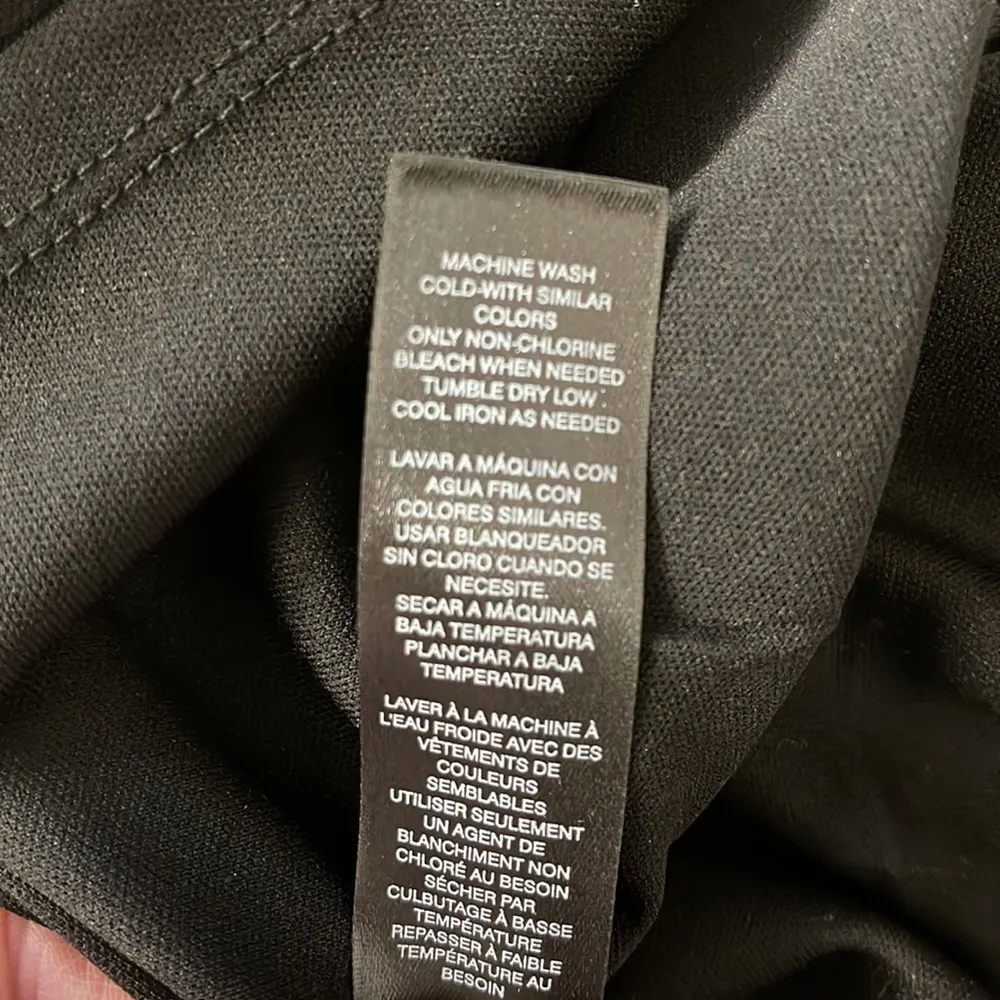 MACHINE WASH
COLD-WITH SIMILAR
COLORS
ONLY NON-CHLORINE
BLEACH WHEN NEEDED
TUMBLE DRY LOW
COOL IRON AS NEEDED
LAVAR A MÁQUINA CON
AGUA FRIA CON
COLORES SIMILARES.
USAR BLANQUEADOR
SIN CLORO CUANDO SE
NECESITE.
SECAR A MÁQUINA A
BAJA TEMPERATURA
PLANCHAR A BAJA
TEMPERATURA
LAVER À LA MACHINE À
L'EAU FROIDE AVEC DES
VÊTEMENTS DE
COULEURS
SEMBLABLES
UTILISER SEULEMENT
UN AGENT DE
BLANCHIMENT NON
CHLORÉ AU BESOIN
SÉCHER PAR
CULBUTAGE À BASSE
TEMPÉRATURE
REPASSER À FAIBLE
TEMPÉRATURE AU
BESOIN